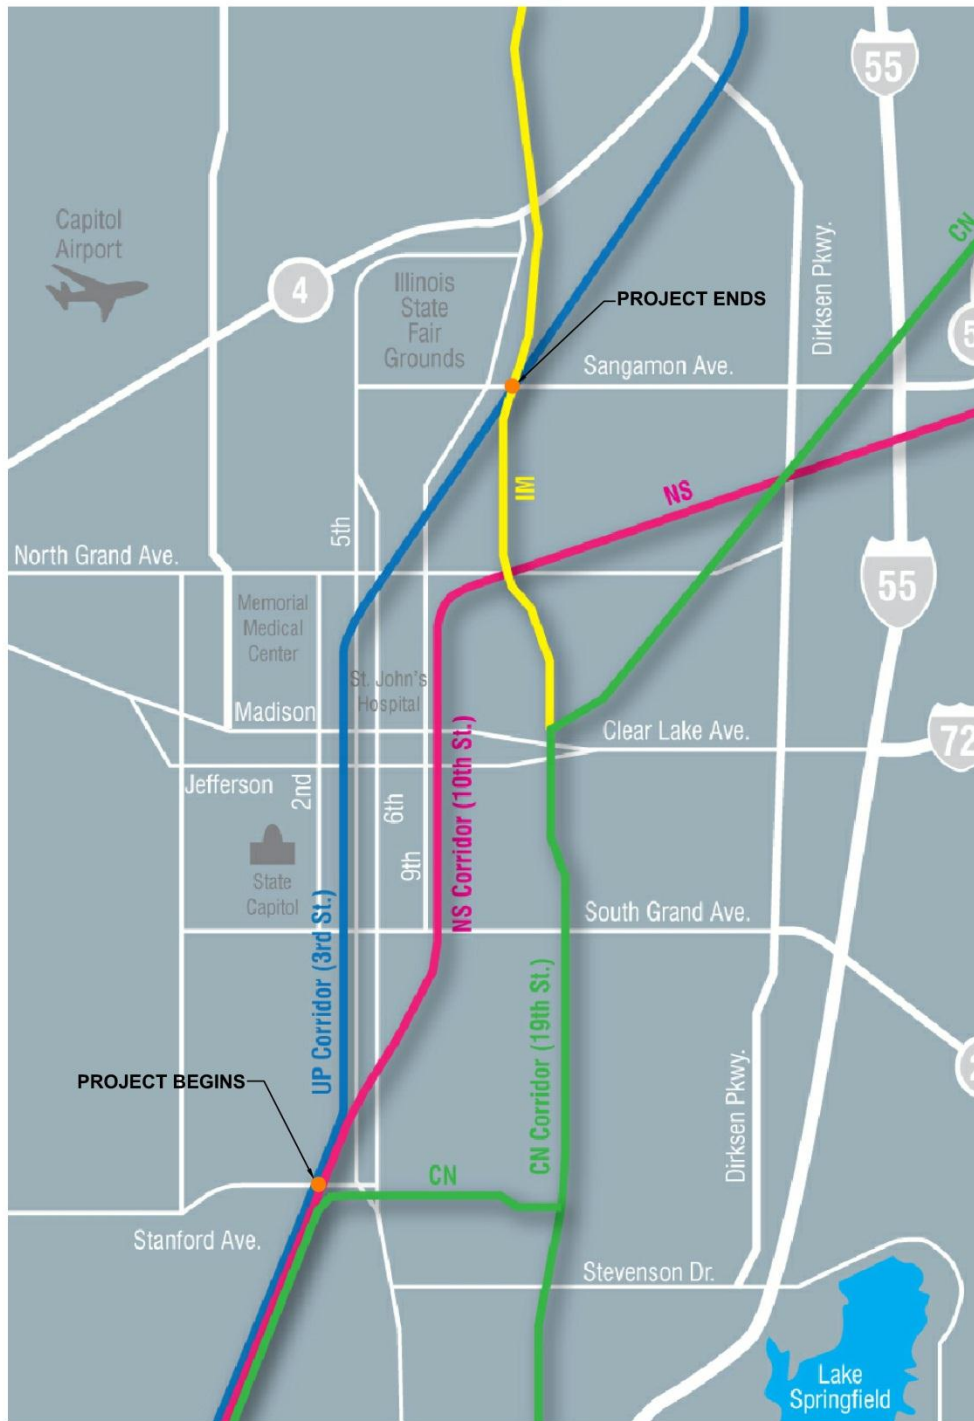 55
CN
Capitol
Airport
4
Illinois
State
Fair
Grounds
PROJECT ENDS
Dirksen Pkwy.
Sangamon Ave.
5
IM
NS
5th
North Grand Ave.
55
Memorial
Medical
Center
St. John's
Hospital
Madison
Clear Lake Ave.
72
Jefferson
2nd
6th
9th
NS Corridor (10th St.)
State
Capitol
South Grand Ave.
UP Corridor (3rd St.)
CN Corridor (19th St.)
PROJECT BEGINS
Dirksen Pkwy.
CN
Stanford Ave.
Stevenson Dr.
Lake
Springfield